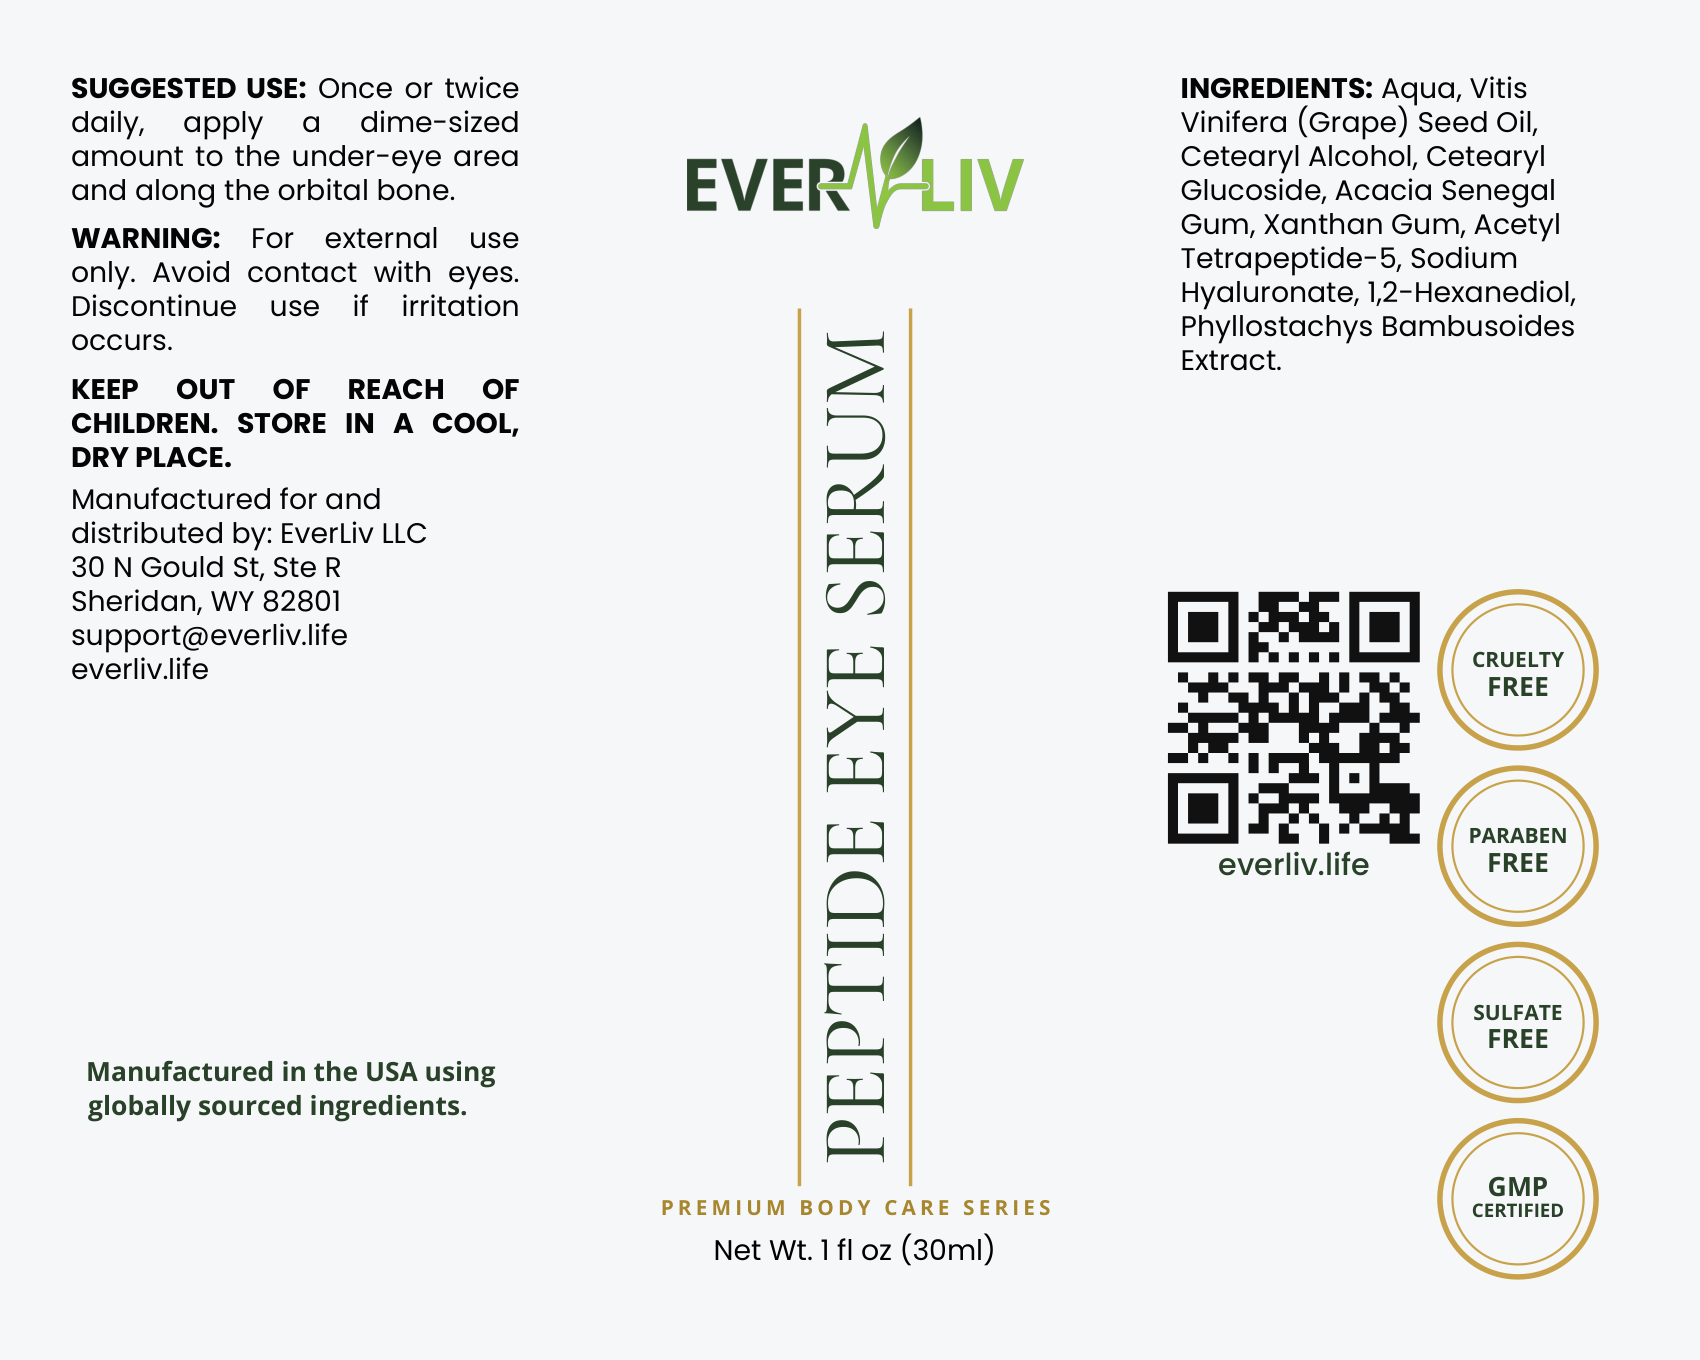 SUGGESTED USE: Once or twice
daily, apply a dime-sized
amount to the under-eye area
and along the orbital bone.
WARNING: For external use
only. Avoid contact with eyes.
Discontinue use if irritation
occurs.
KEEP OUT OF REACH OF
CHILDREN. STORE IN A COOL,
DRY PLACE.
Manufactured for and
distributed by: EverLiv LLC
30 N Gould St, Ste R
Sheridan, WY 82801
support@everliv.life
everliv.life
Manufactured in the USA using
globally sourced ingredients.
EVER LIV
PEPTIDE EYE SERUM
PREMIUM BODY CARE SERIES
Net Wt. 1 fl oz (30ml)
INGREDIENTS: Aqua, Vitis
Vinifera (Grape) Seed Oil,
Cetearyl Alcohol, Cetearyl
Glucoside, Acacia Senegal
Gum, Xanthan Gum, Acetyl
Tetrapeptide-5, Sodium
Hyaluronate, 1,2-Hexanediol,
Phyllostachys Bambusoides
Extract.
everliv.life
CRUELTY
FREE
PARABEN
FREE
SULFATE
FREE
GMP
CERTIFIED